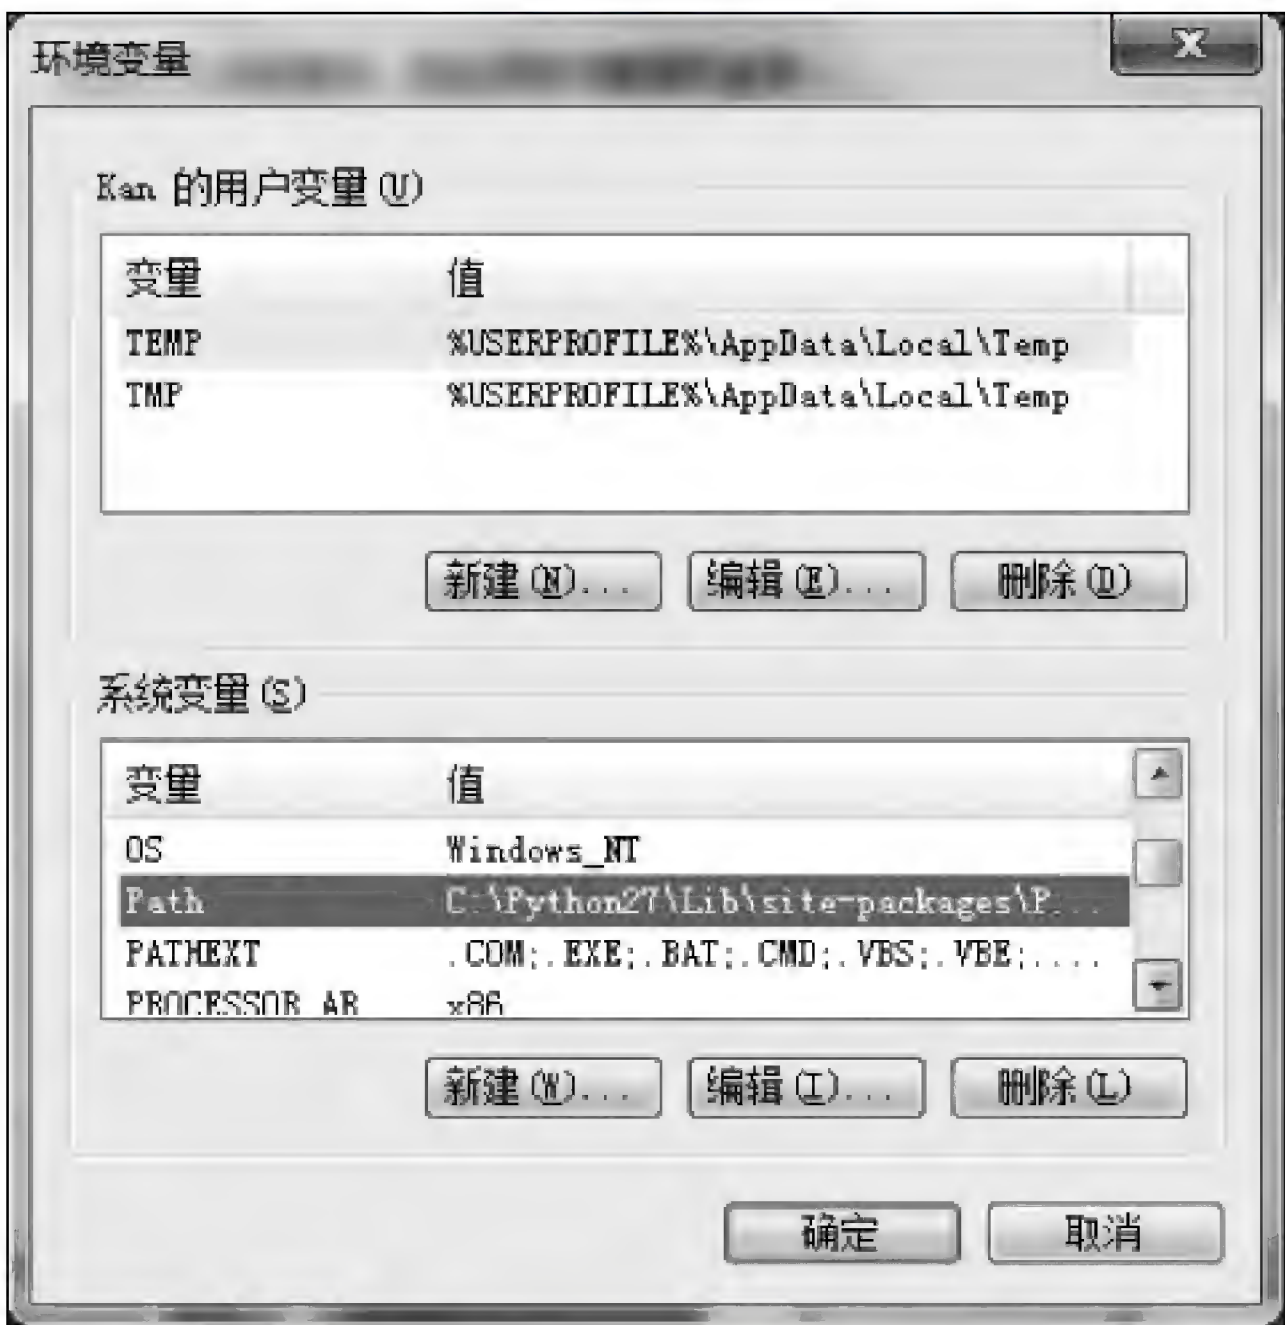 环境变量
Kan 的用户变量(U)
变量 值
TEMP %USERPROFILE%\AppData\Local\Temp
TMP %USERPROFILE%\AppData\Local\Temp
新建(N)... 编辑(E)... 删除(D)
系统变量(S)
变量 值
OS Windows_NT
Path C:\Python27\Lib\site-packages\P...
PATHEXT .COM;.EXE;.BAT;.CMD;.VBS;.VBE;....
PROCESSOR_AR x86
新建(W)... 编辑(I)... 删除(L)
确定 取消